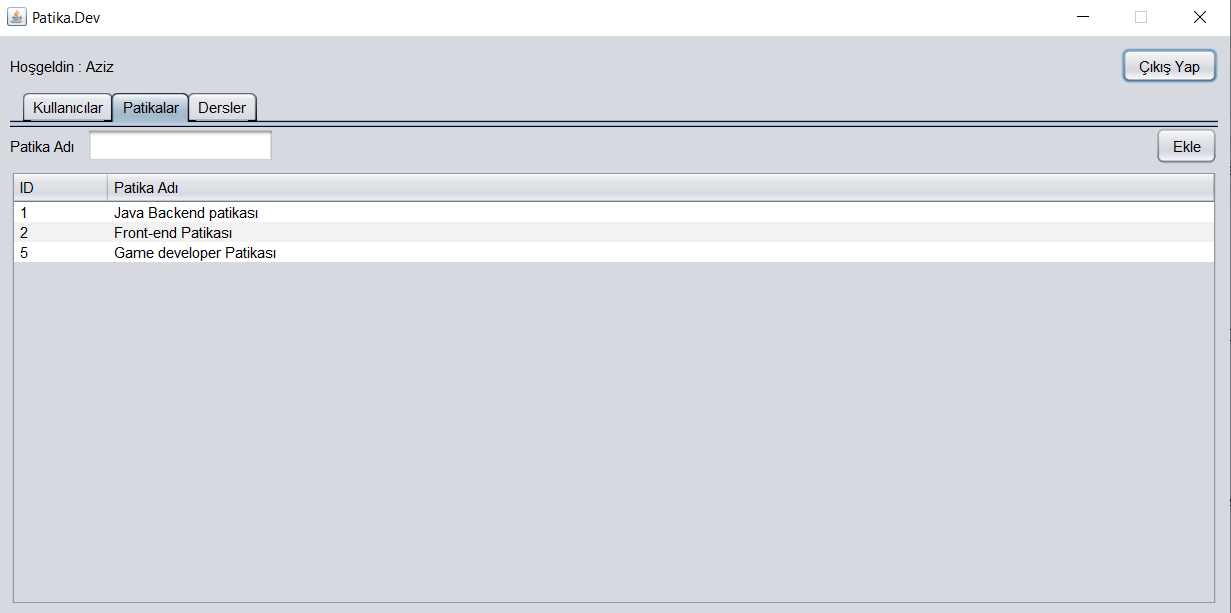 Patika.Dev
Hoşgeldin : Aziz
Çıkış Yap
Kullanıcılar Patikalar Dersler
Patika Adı
Ekle
ID Patika Adı
1 Java Backend patikası
2 Front-end Patikası
5 Game developer Patikası